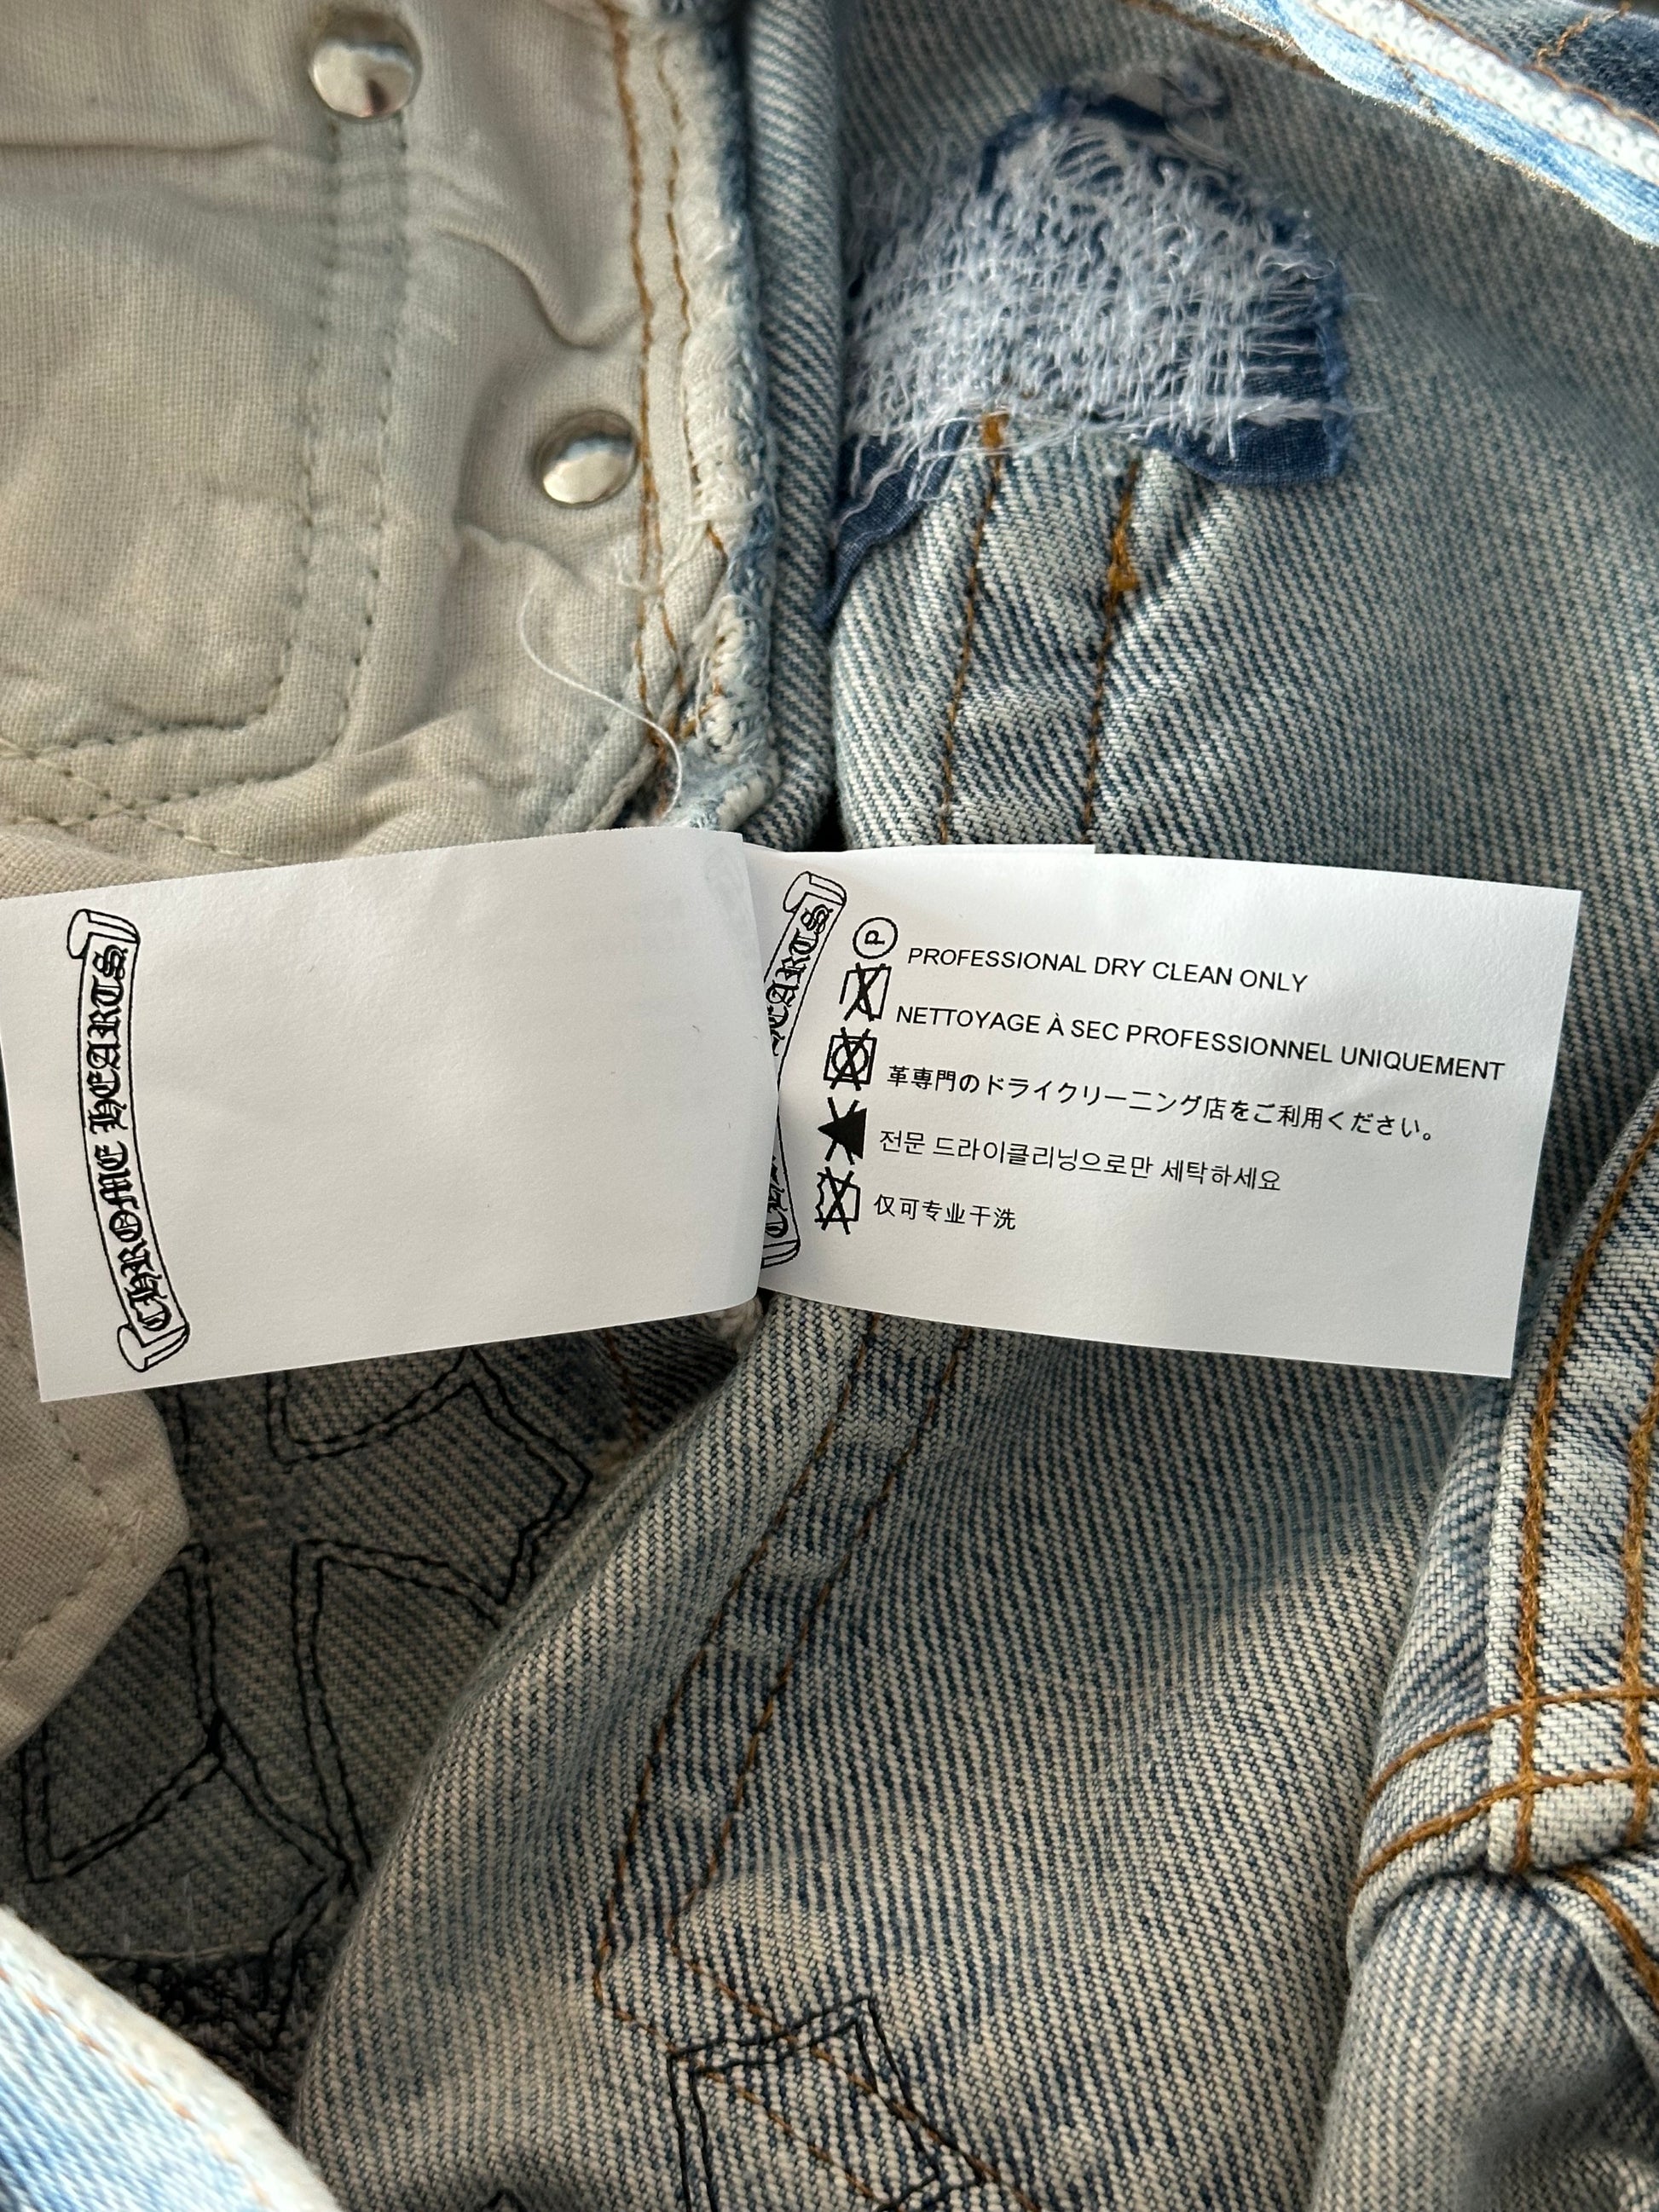 CHROME HEARTS
CHROME HEARTS
P
PROFESSIONAL DRY CLEAN ONLY
NETTOYAGE À SEC PROFESSIONNEL UNIQUEMENT
革専門のドライクリーニング店をご利用ください。
전문 드라이클리닝으로만 세탁하세요
仅可专业干洗